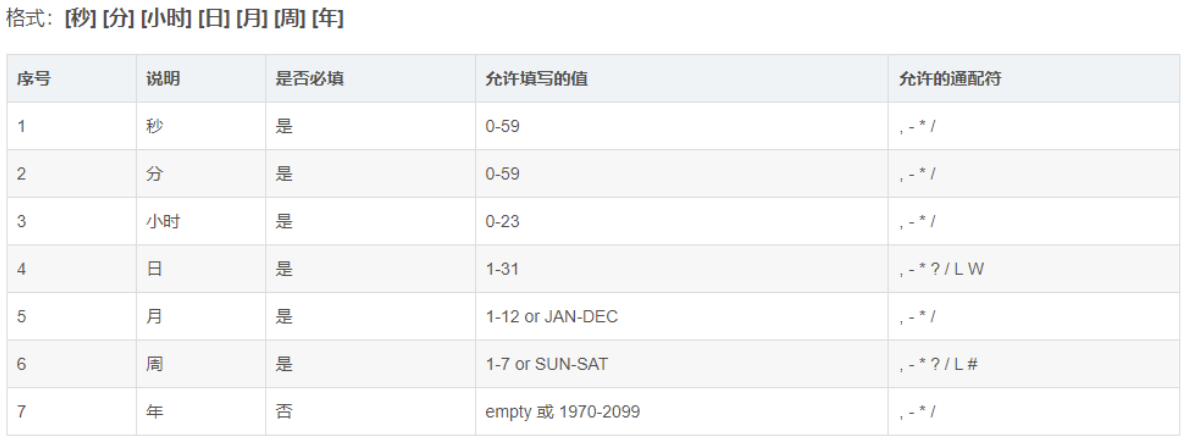 格式：[秒] [分] [小时] [日] [月] [周] [年]
序号 说明 是否必填 允许填写的值 允许的通配符
1 秒 是 0-59 , - * /
2 分 是 0-59 , - * /
3 小时 是 0-23 , - * /
4 日 是 1-31 , - * ? / L W
5 月 是 1-12 or JAN-DEC , - * /
6 周 是 1-7 or SUN-SAT , - * ? / L #
7 年 否 empty 或 1970-2099 , - * /